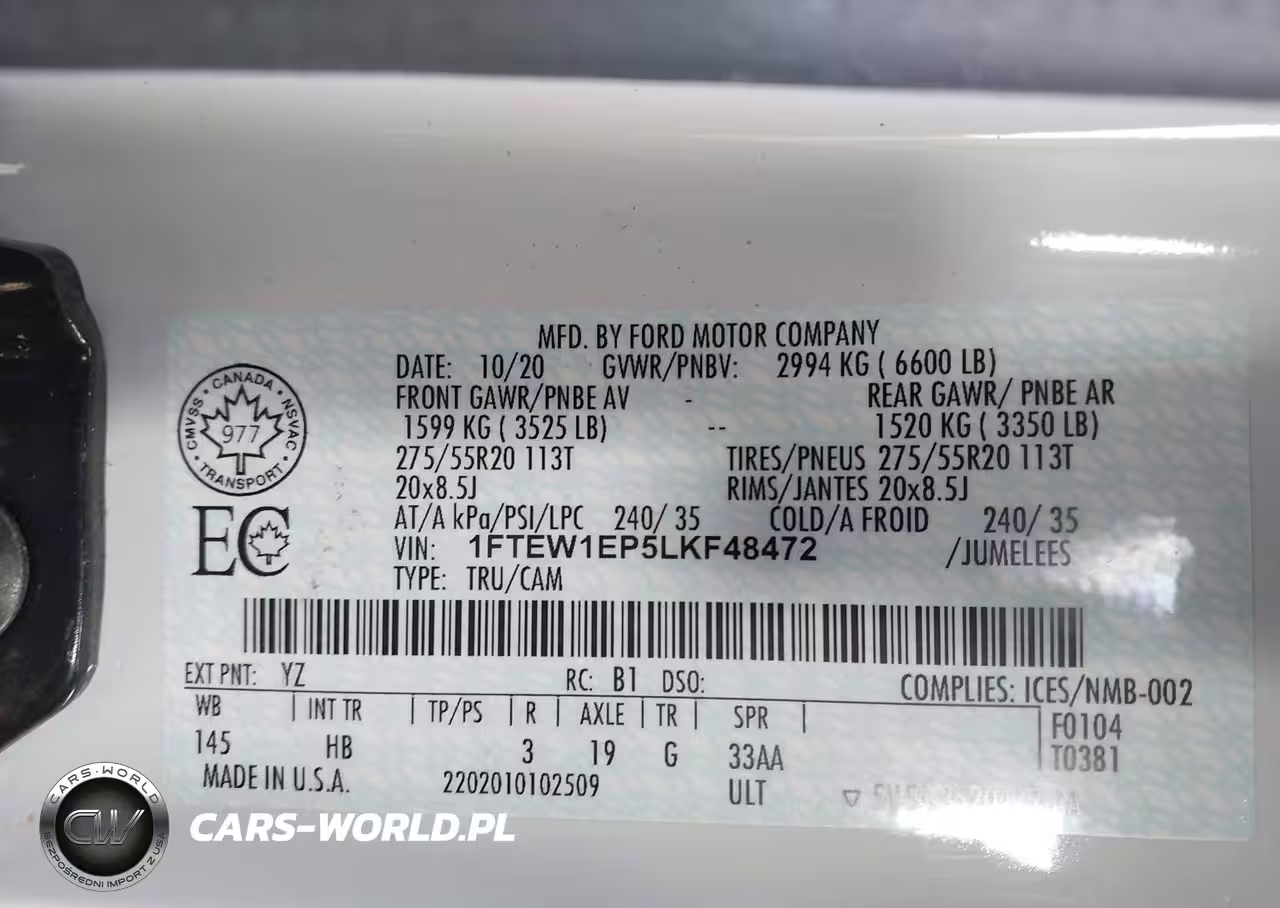 MFD. BY FORD MOTOR COMPANY
DATE: 10/20 GVWR/PNBV: 2994 KG ( 6600 LB)
FRONT GAWR/PNBE AV - REAR GAWR/ PNBE AR
1599 KG ( 3525 LB) -- 1520 KG ( 3350 LB)
275/55R20 113T TIRES/PNEUS 275/55R20 113T
20x8.5J RIMS/JANTES 20x8.5J
AT/A kPa/PSI/LPC 240/ 35 COLD/A FROID 240/ 35
VIN: 1FTEW1EP5LKF48472 /JUMELEES
TYPE: TRU/CAM
CANADA
CMVSS NSVAC
977
TRANSPORT
EC
EXT PNT: YZ RC: B1 DSO: COMPLIES: ICES/NMB-002
WB | INT TR | TP/PS | R | AXLE | TR | SPR | F0104
145 HB 3 19 G 33AA T0381
MADE IN U.S.A. 2202010102509 ULT
CARS-WORLD
CW
BEZPOŚREDNI IMPORT Z USA
CARS-WORLD.PL